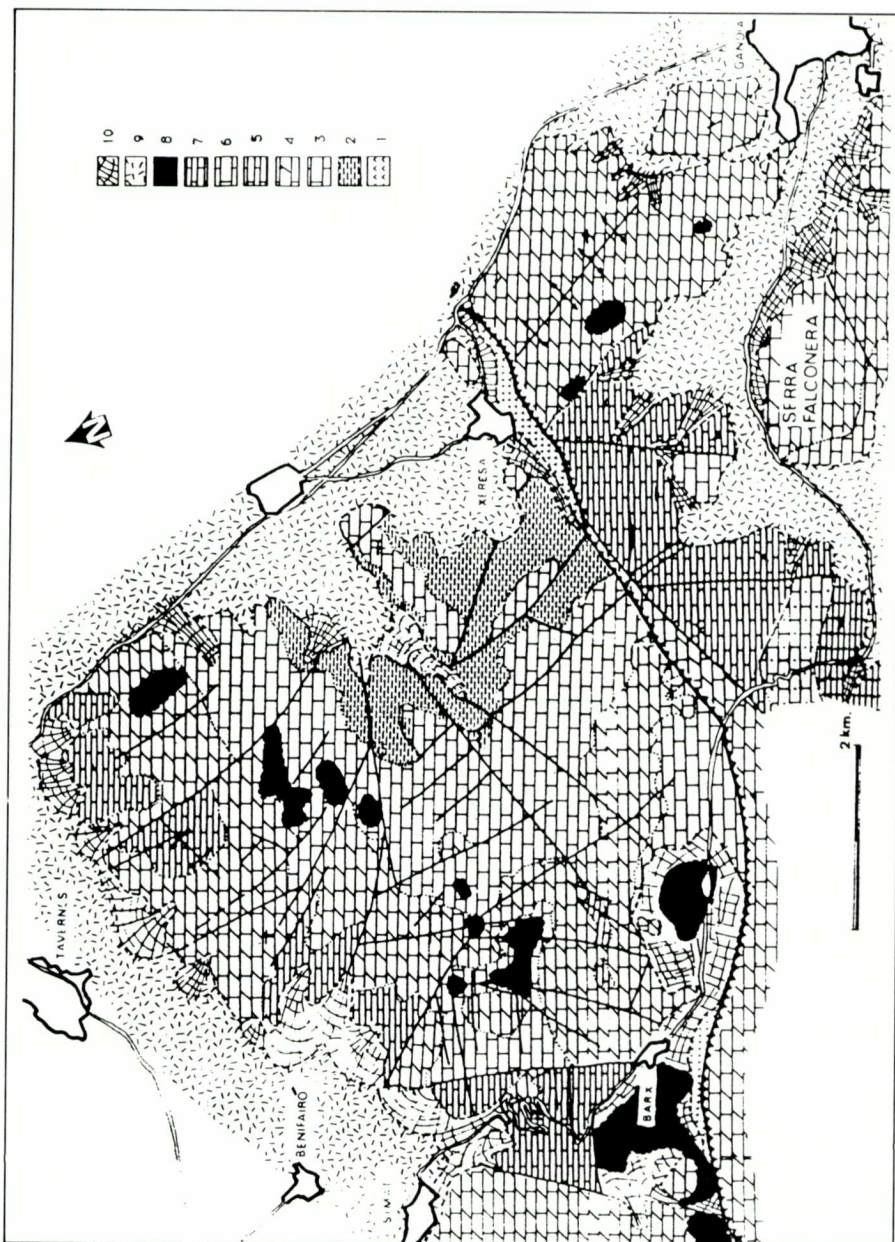 GANDIA
10
9
8
7
6
5
4
3
2
1
N
XERESA
SERRA
FALCONERA
TAVERNES
BENIFAIRÓ
SIMAT
BARX
2 km.